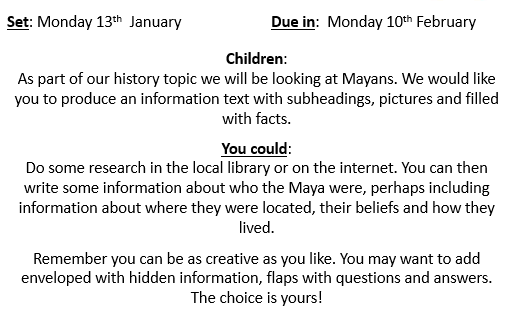 Set: Monday 13th January Due in: Monday 10th February
Children:
As part of our history topic we will be looking at Mayans. We would like
you to produce an information text with subheadings, pictures and filled
with facts.
You could:
Do some research in the local library or on the internet. You can then
write some information about who the Maya were, perhaps including
information about where they were located, their beliefs and how they
lived.
Remember you can be as creative as you like. You may want to add
enveloped with hidden information, flaps with questions and answers.
The choice is yours!